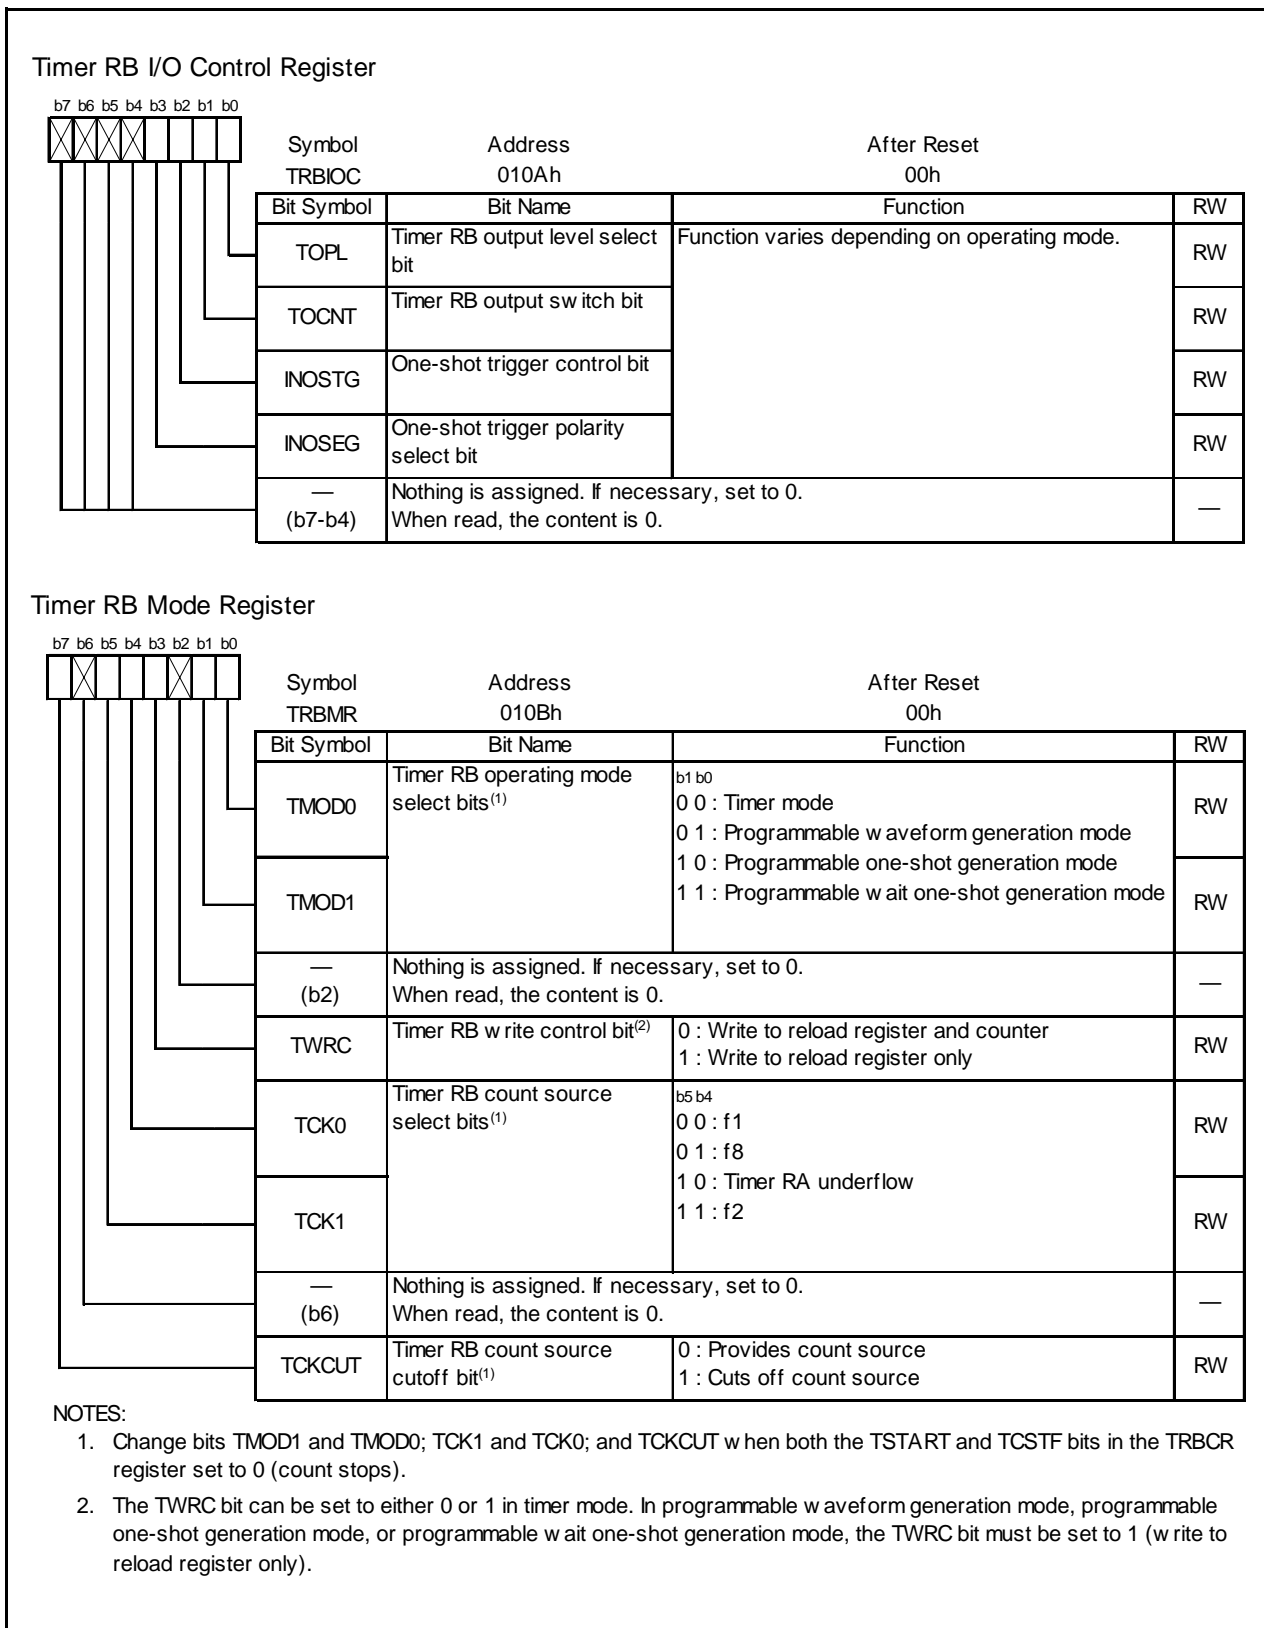 Timer RB I/O Control Register
b7 b6 b5 b4 b3 b2 b1 b0
Symbol Address After Reset
TRBIOC 010Ah 00h
Bit Symbol Bit Name Function RW
TOPL Timer RB output level select bit Function varies depending on operating mode. RW
TOCNT Timer RB output switch bit RW
INOSTG One-shot trigger control bit RW
INOSEG One-shot trigger polarity select bit RW
— (b7-b4) Nothing is assigned. If necessary, set to 0. —
When read, the content is 0.
Timer RB Mode Register
b7 b6 b5 b4 b3 b2 b1 b0
Symbol Address After Reset
TRBMR 010Bh 00h
Bit Symbol Bit Name Function RW
TMOD0 Timer RB operating mode select bits(1) b1 b0 RW
0 0 : Timer mode
0 1 : Programmable waveform generation mode
1 0 : Programmable one-shot generation mode
TMOD1 1 1 : Programmable wait one-shot generation mode RW
— (b2) Nothing is assigned. If necessary, set to 0. —
When read, the content is 0.
TWRC Timer RB write control bit(2) 0 : Write to reload register and counter RW
1 : Write to reload register only
TCK0 Timer RB count source select bits(1) b5 b4 RW
0 0 : f1
0 1 : f8
1 0 : Timer RA underflow
TCK1 1 1 : f2 RW
— (b6) Nothing is assigned. If necessary, set to 0. —
When read, the content is 0.
TCKCUT Timer RB count source cutoff bit(1) 0 : Provides count source RW
1 : Cuts off count source
NOTES:
1. Change bits TMOD1 and TMOD0; TCK1 and TCK0; and TCKCUT when both the TSTART and TCSTF bits in the TRBCR
register set to 0 (count stops).
2. The TWRC bit can be set to either 0 or 1 in timer mode. In programmable waveform generation mode, programmable
one-shot generation mode, or programmable wait one-shot generation mode, the TWRC bit must be set to 1 (write to
reload register only).